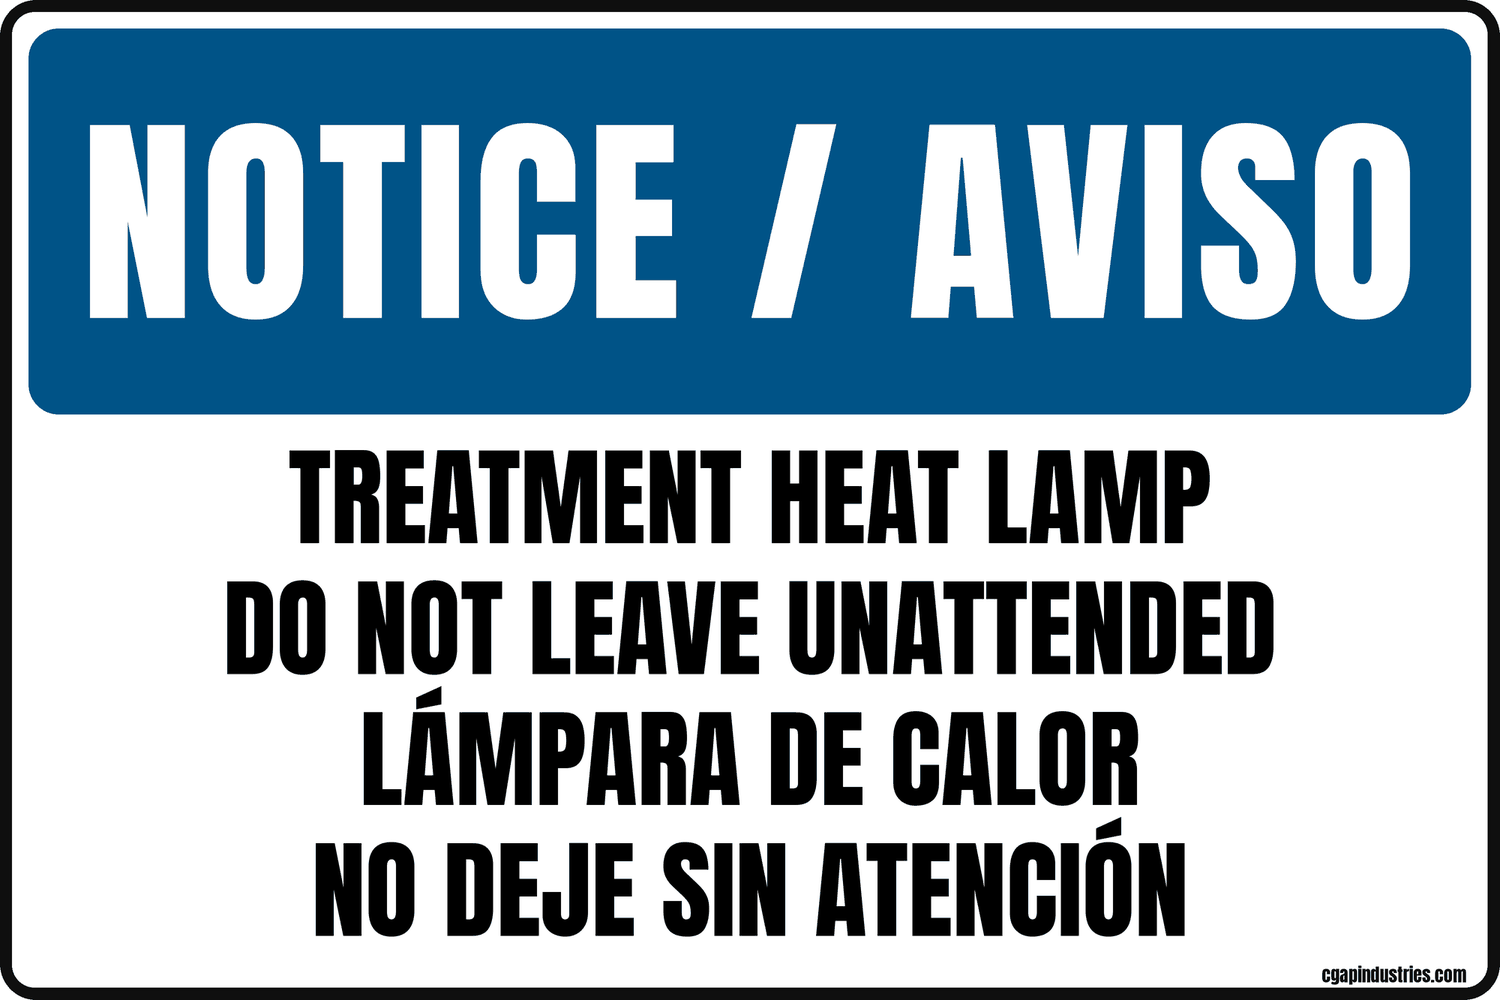 NOTICE / AVISO
TREATMENT HEAT LAMP
DO NOT LEAVE UNATTENDED
LÁMPARA DE CALOR
NO DEJE SIN ATENCIÓN
cgapindustries.com